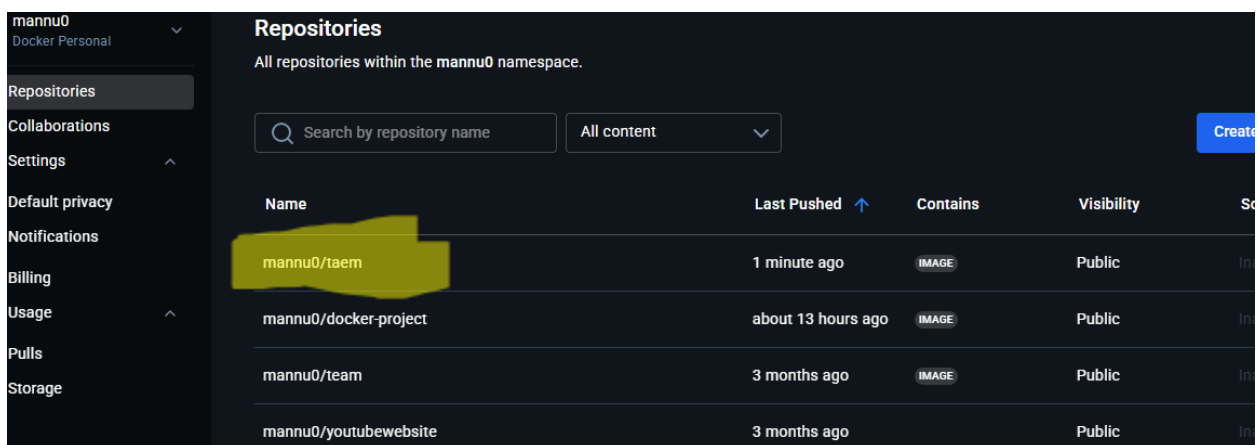 mannu0
Docker Personal
Repositories
Collaborations
Settings
Default privacy
Notifications
Billing
Usage
Pulls
Storage
Repositories
All repositories within the mannu0 namespace.
Search by repository name All content Create
Name Last Pushed Contains Visibility
mannu0/taem 1 minute ago IMAGE Public
mannu0/docker-project about 13 hours ago IMAGE Public
mannu0/team 3 months ago IMAGE Public
mannu0/youtubewebsite 3 months ago Public